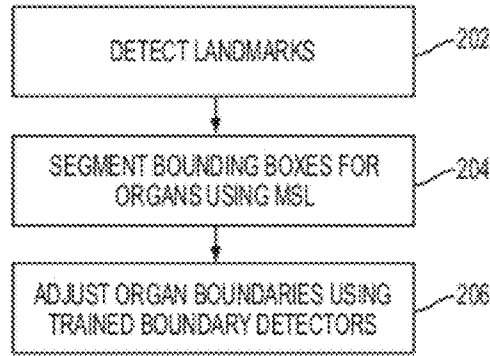 DETECT LANDMARKS
202
SEGMENT BOUNDING BOXES FOR
ORGANS USING MSL
204
ADJUST ORGAN BOUNDARIES USING
TRAINED BOUNDARY DETECTORS
206